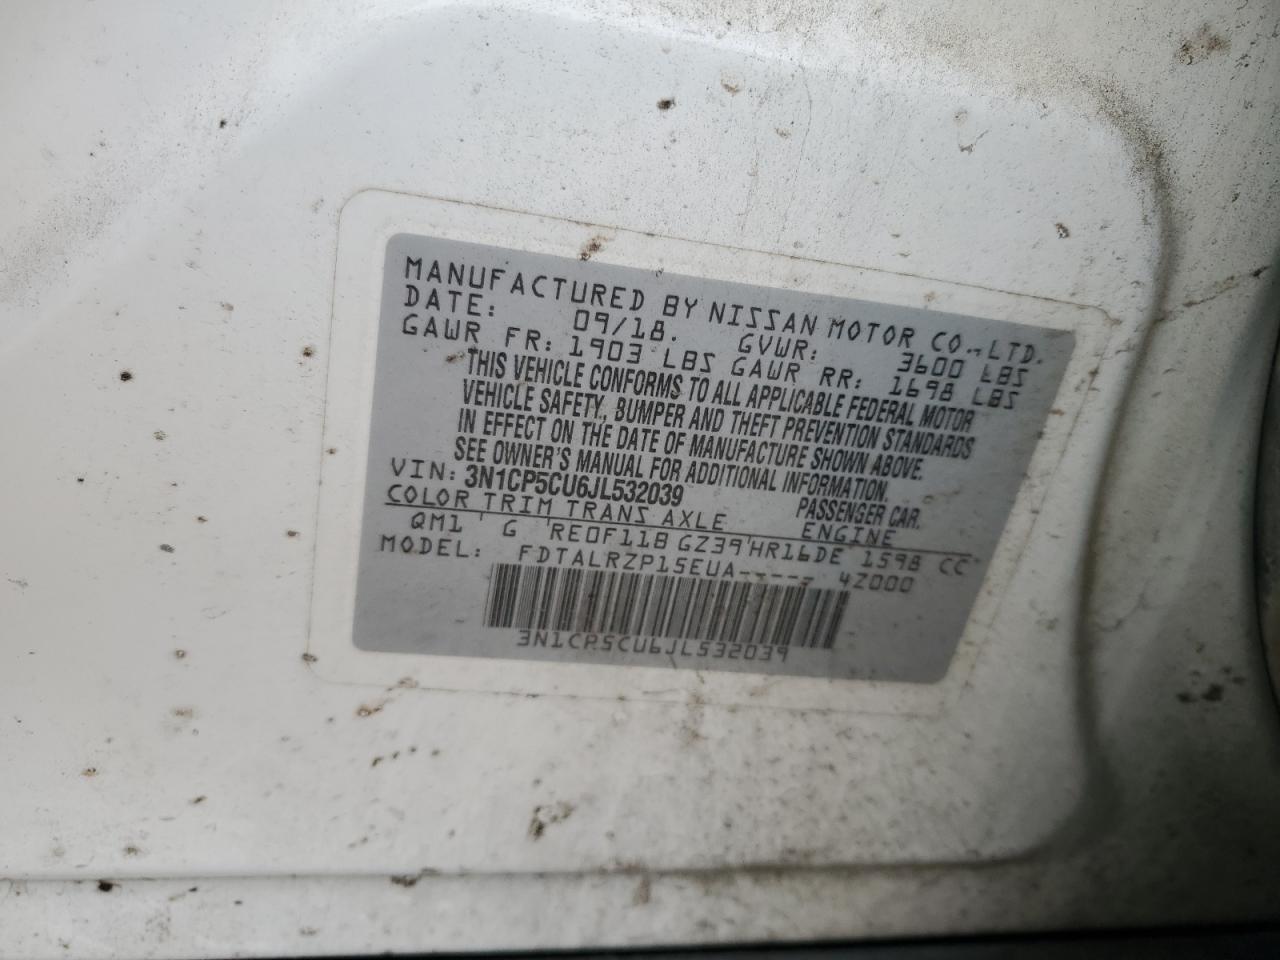 MANUFACTURED BY NISSAN MOTOR CO., LTD.
DATE: 09/18. GVWR: 3600 LBS
GAWR FR: 1903 LBS GAWR RR: 1698 LBS
THIS VEHICLE CONFORMS TO ALL APPLICABLE FEDERAL MOTOR
VEHICLE SAFETY, BUMPER AND THEFT PREVENTION STANDARDS
IN EFFECT ON THE DATE OF MANUFACTURE SHOWN ABOVE.
SEE OWNER'S MANUAL FOR ADDITIONAL INFORMATION.
VIN: 3N1CP5CU6JL532039 PASSENGER CAR.
COLOR TRIM TRANS AXLE ENGINE
QM1 G RE0F11B GZ39 HR16DE 1598 CC
MODEL: FDTALRZP15EUA----- 4Z000
3N1CP5CU6JL532039